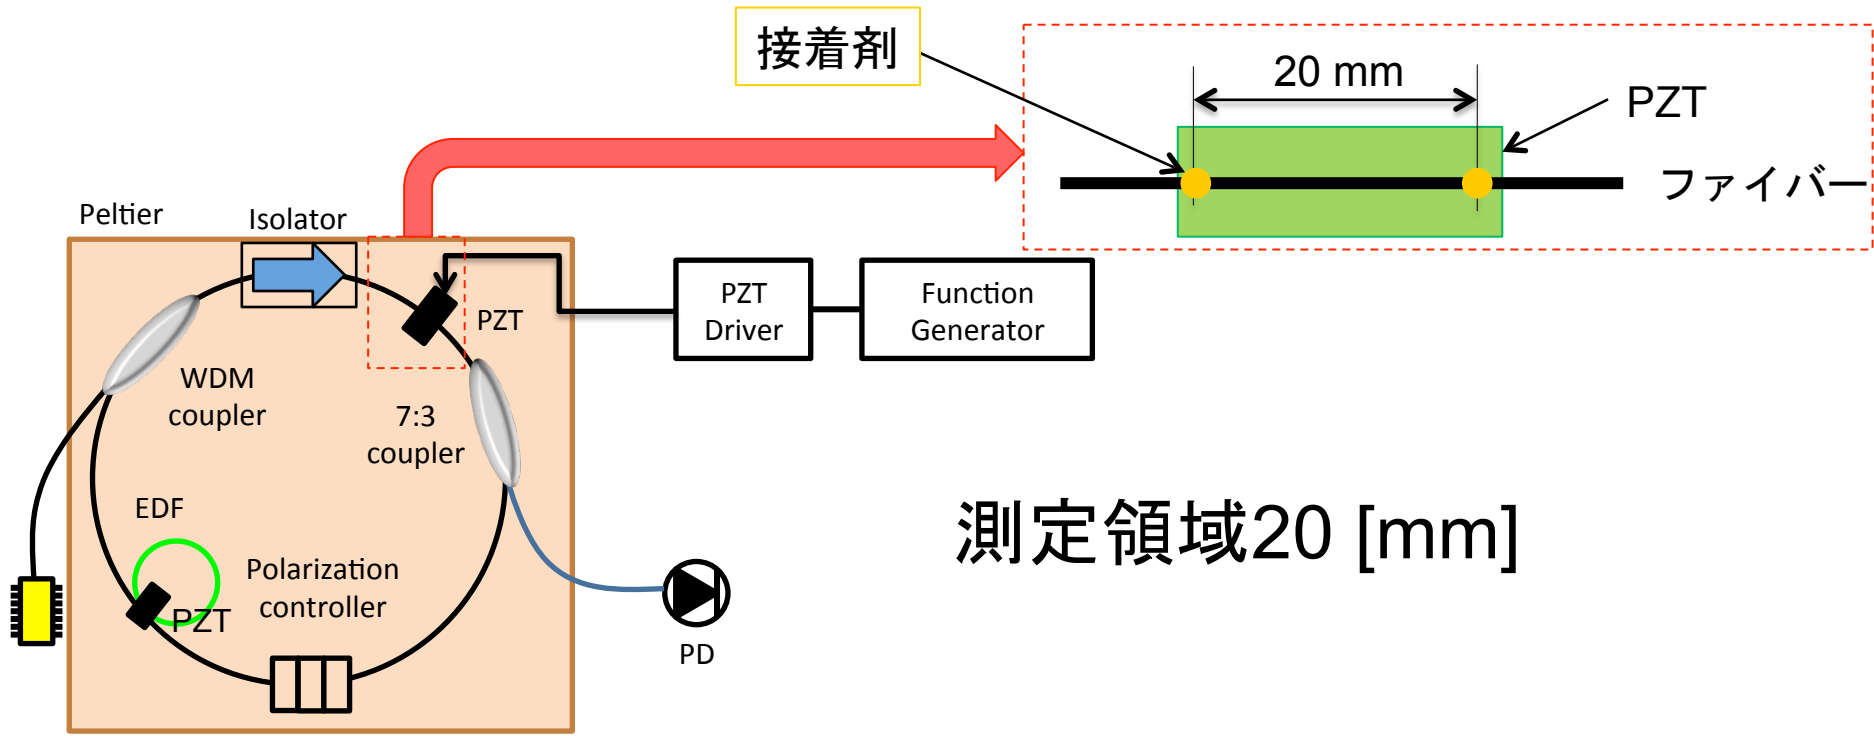 接着剤
20 mm
PZT
ファイバー
Peltier
Isolator
PZT
PZT
Driver
Function
Generator
WDM
coupler
7:3
coupler
EDF
Polarization
controller
PZT
PD
測定領域20 [mm]